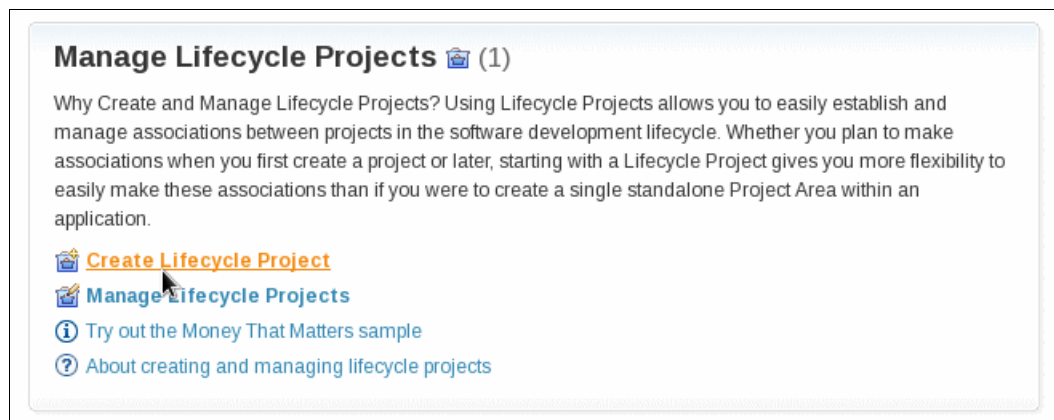 Manage Lifecycle Projects (1)
Why Create and Manage Lifecycle Projects? Using Lifecycle Projects allows you to easily establish and
manage associations between projects in the software development lifecycle. Whether you plan to make
associations when you first create a project or later, starting with a Lifecycle Project gives you more flexibility to
easily make these associations than if you were to create a single standalone Project Area within an
application.
Create Lifecycle Project
Manage Lifecycle Projects
Try out the Money That Matters sample
About creating and managing lifecycle projects